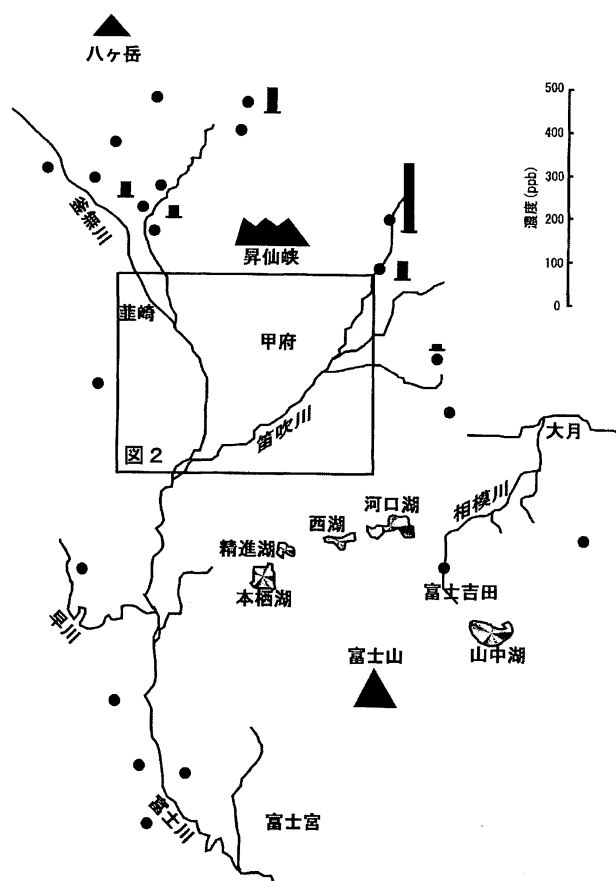 八ヶ岳
500
400
300
200
100
0
濃度(ppb)
釜無川
昇仙峡
韮崎
甲府
笛吹川
図2
大月
相模川
河口湖
西湖
精進湖
本栖湖
富士吉田
早川
富士山
山中湖
富士川
富士宮